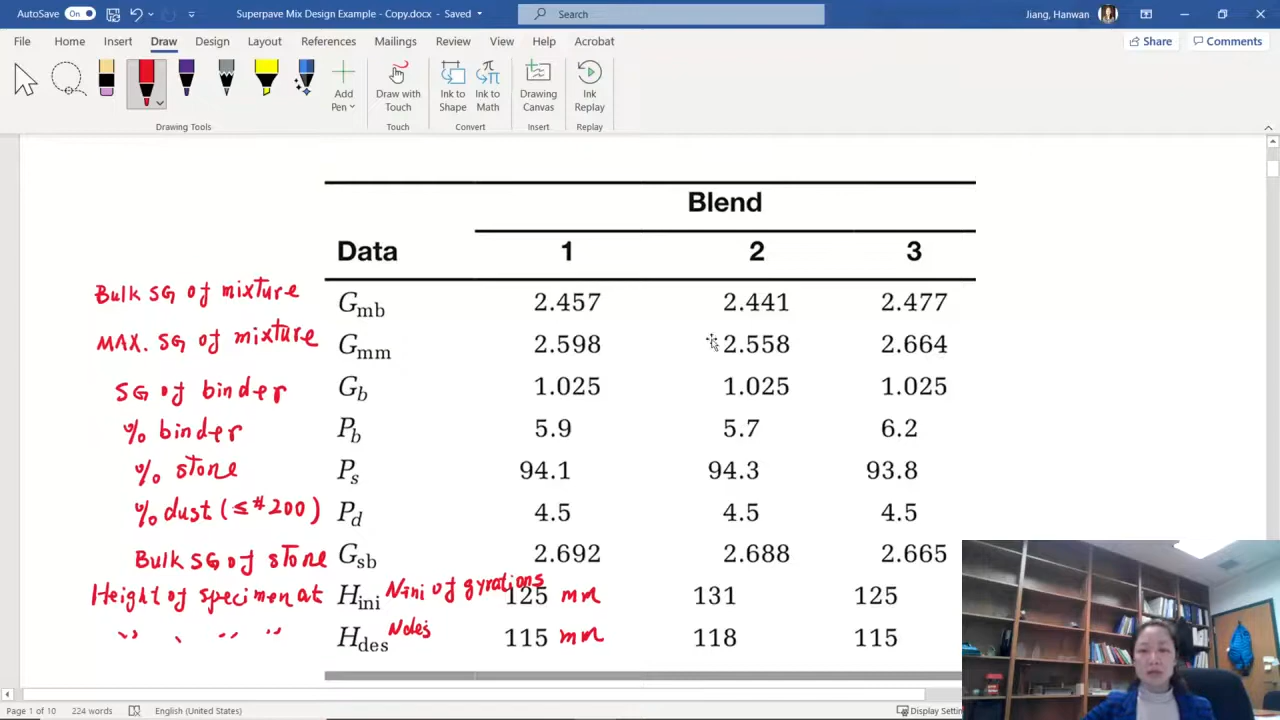 AutoSave On Superpave Mix Design Example - Copy.docx - Saved Search Jiang, Hanwan
File Home Insert Draw Design Layout References Mailings Review View Help Acrobat Share Comments
Add Pen Draw with Touch Ink to Shape Ink to Math Drawing Canvas Ink Replay
Drawing Tools Touch Convert Insert Replay
Blend
Data 1 2 3
Bulk SG of mixture Gmb 2.457 2.441 2.477
MAX. SG of mixture Gmm 2.598 2.558 2.664
SG of binder Gb 1.025 1.025 1.025
% binder Pb 5.9 5.7 6.2
% stone Ps 94.1 94.3 93.8
% dust (≤ #200) Pd 4.5 4.5 4.5
Bulk SG of stone Gsb 2.692 2.688 2.665
Height of specimen at Hini Nini of gyrations 125 mm 131 125
" " " " Hdes Ndes 115 mm 118 115
Page 1 of 10 224 words English (United States) Display Settings